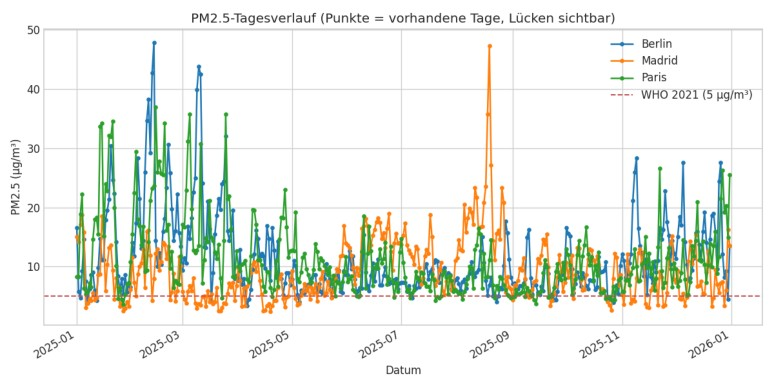 PM2.5-Tagesverlauf (Punkte = vorhandene Tage, Lücken sichtbar)
Berlin
Madrid
Paris
WHO 2021 (5 µg/m³)
PM2.5 (µg/m³)
50
40
30
20
10
2025-01
2025-03
2025-05
2025-07
2025-09
2025-11
2026-01
Datum